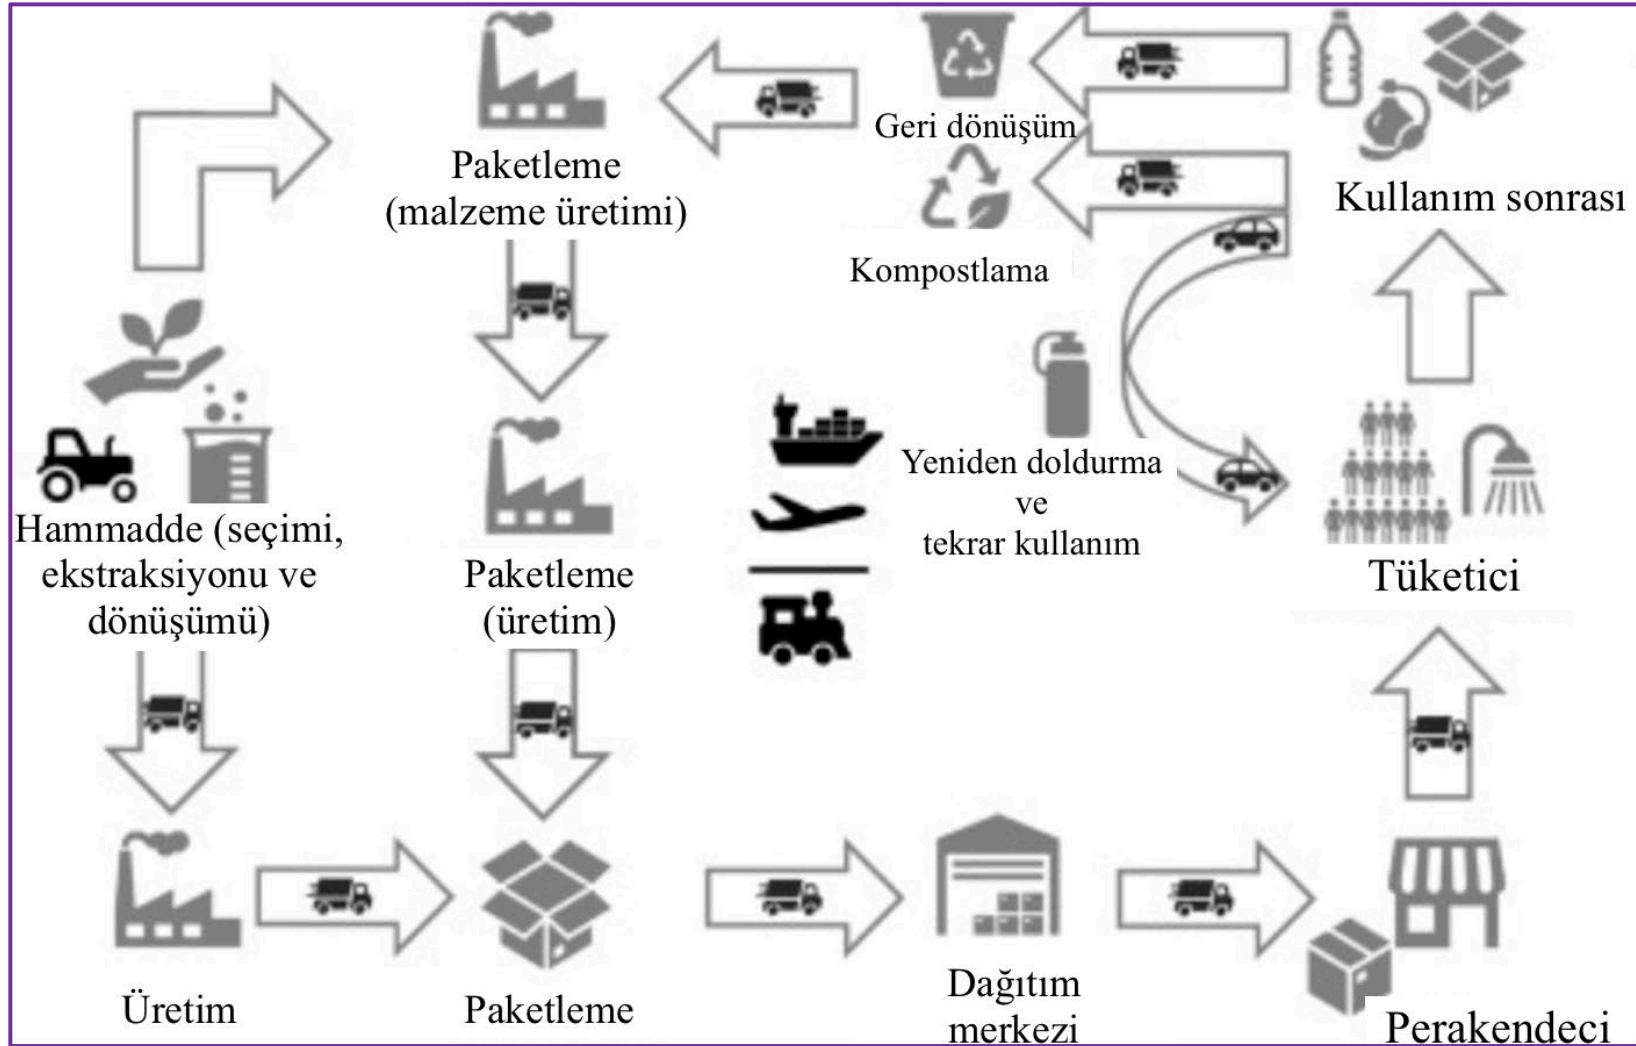 Geri dönüşüm
Paketleme
(malzeme üretimi)
Kullanım sonrası
Kompostlama
Yeniden doldurma
ve
tekrar kullanım
Hammadde (seçimi,
ekstraksiyonu ve
dönüşümü)
Paketleme
(üretim)
Tüketici
Üretim
Paketleme
Dağıtım
merkezi
Perakendeci